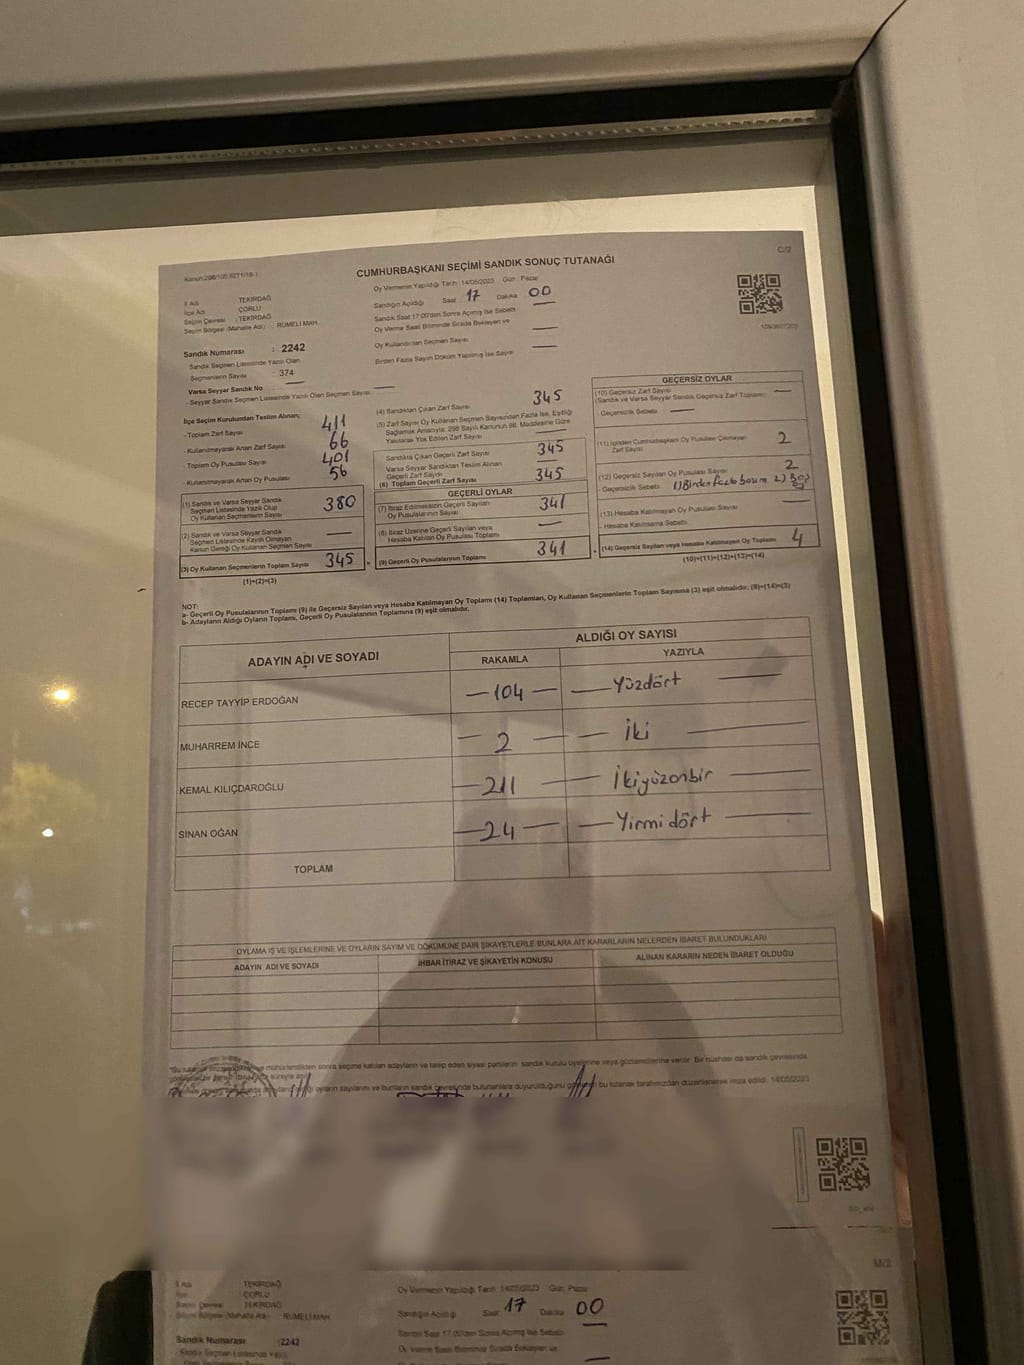 Kanun:298/105,6271/18-1
C/2
CUMHURBAŞKANI SEÇİMİ SANDIK SONUÇ TUTANAĞI
İl Adı : TEKİRDAĞ
İlçe Adı : ÇORLU
Seçim Çevresi : TEKİRDAĞ
Seçim Bölgesi (Mahalle Adı) : RUMELİ MAH.
Sandık Numarası : 2242
Sandık Seçmen Listesinde Yazılı Olan
Seçmenlerin Sayısı 374
Varsa Seyyar Sandık No
- Seyyar Sandık Seçmen Listesinde Yazılı Olan Seçmen Sayısı
Oy Vermenin Yapıldığı Tarih: 14/05/2023 Gün : Pazar
Sandığın Açıldığı Saat 17 Dakika 00
Sandık Saat 17:00'den Sonra Açılmış İse Sebebi
Oy Verme Saati Bitiminde Sırada Bekleyen ve
Oy Kullandırılan Seçmen Sayısı
Birden Fazla Sayım Döküm Yapılmış İse Sayısı
İlçe Seçim Kurulundan Teslim Alınan;
- Toplam Zarf Sayısı 411
- Kullanılmayarak Artan Zarf Sayısı 66
- Toplam Oy Pusulası Sayısı 401
- Kullanılmayarak Artan Oy Pusulası 56
(1) Sandık ve Varsa Seyyar Sandık
Seçmen Listesinde Yazılı Olup
Oy Kullanan Seçmenlerin Sayısı 380
(2) Sandık ve Varsa Seyyar Sandık
Seçmen Listesinde Kayıtlı Olmayan
Kanun Gereği Oy Kullanan Seçmen Sayısı
(3) Oy Kullanan Seçmenlerin Toplam Sayısı 345
(1)+(2)=(3)
(4) Sandıktan Çıkan Zarf Sayısı 345
(5) Zarf Sayısı Oy Kullanan Seçmen Sayısından Fazla İse, Eşitliği
Sağlamak Amacıyla; 298 Sayılı Kanunun 98. Maddesine Göre
Yakılarak Yok Edilen Zarf Sayısı
Sandıkta Çıkan Geçerli Zarf Sayısı 345
Varsa Seyyar Sandıktan Teslim Alınan
Geçerli Zarf Sayısı
(6) Toplam Geçerli Zarf Sayısı 345
GEÇERLİ OYLAR
(7) İtiraz Edilmeksizin Geçerli Sayılan
Oy Pusulalarının Sayısı 341
(8) İtiraz Üzerine Geçerli Sayılan veya
Hesaba Katılan Oy Pusulası Toplamı
(9) Geçerli Oy Pusulalarının Toplamı 341
GEÇERSİZ OYLAR
(10) Geçersiz Zarf Sayısı
(Sandık ve Varsa Seyyar Sandık Geçersiz Zarf Toplamı)
Geçersizlik Sebebi
(11) İçinden Cumhurbaşkanı Oy Pusulası Çıkmayan
Zarf Sayısı 2
(12) Geçersiz Sayılan Oy Pusulası Sayısı 2
Geçersizlik Sebebi 1) Birden fazla basım 2) Boş
(13) Hesaba Katılmayan Oy Pusulası Sayısı
- Hesaba Katılmama Sebebi
(14) Geçersiz Sayılan veya Hesaba Katılmayan Oy Toplamı 4
(10)+(11)+(12)+(13)=(14)
NOT:
a- Geçerli Oy Pusulalarının Toplamı (9) ile Geçersiz Sayılan veya Hesaba Katılmayan Oy Toplamı (14) Toplamları, Oy Kullanan Seçmenlerin Toplam Sayısına (3) eşit olmalıdır. (9)+(14)=(3)
b- Adayların Aldığı Oyların Toplamı, Geçerli Oy Pusulalarının Toplamına (9) eşit olmalıdır.
ADAYIN ADI VE SOYADI
ALDIĞI OY SAYISI
RAKAMLA YAZIYLA
RECEP TAYYİP ERDOĞAN 104 Yüzdört
MUHARREM İNCE 2 İki
KEMAL KILIÇDAROĞLU 211 İkiyüzonbir
SİNAN OĞAN 24 Yirmidört
TOPLAM
OYLAMA İŞ VE İŞLEMLERİNE VE OYLARIN SAYIM VE DÖKÜMÜNE DAİR ŞİKAYETLERLE BUNLARA AİT KARARLARIN NELERDEN İBARET BULUNDUKLARI
ADAYIN ADI VE SOYADI İHBAR İTİRAZ VE ŞİKAYETİN KONUSU ALINAN KARARIN NEDEN İBARET OLDUĞU
mühürlendikten sonra seçime katılan adayların ve talep eden siyasi partilerin sandık kurulu üyelerine veya gözlemcilerine verilir. Bir nüshası da sandık çevresinde
oyların sayılarını ve bunların sandık çevresinde bulunanlara duyurulduğunu bu tutanak tarafımızdan düzenlenerek imza edildi. 14/05/2023
M/2
İl Adı TEKİRDAĞ
İlçe ÇORLU
Seçim Çevresi TEKİRDAĞ
Seçim Bölgesi (Mahalle Adı) RUMELİ MAH.
Sandık Numarası :2242
Oy Vermenin Yapıldığı Tarih 14/05/2023 Gün: Pazar
Sandığın Açıldığı Saat 17 Dakika 00
Sandık Saat 17:00'den Sonra Açılmış İse Sebebi
Oy Verme Saati Bitiminde Sırada Bekleyen ve